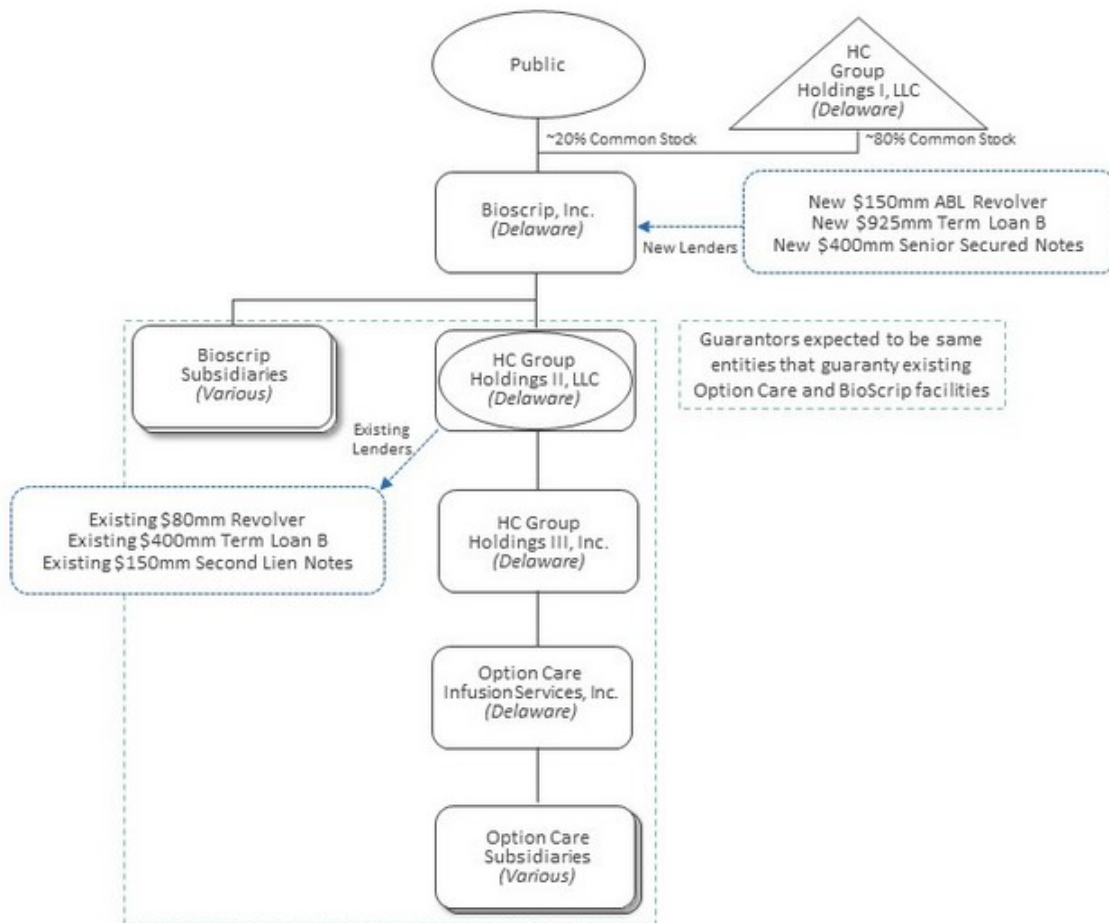 Public
HC
Group
Holdings I, LLC
(Delaware)
~20% Common Stock
~80% Common Stock
Bioscrip, Inc.
(Delaware)
New Lenders
New $150mm ABL Revolver
New $925mm Term Loan B
New $400mm Senior Secured Notes
Bioscrip
Subsidiaries
(Various)
HC Group
Holdings II, LLC
(Delaware)
Guarantors expected to be same
entities that guaranty existing
Option Care and BioScrip facilities
Existing
Lenders
Existing $80mm Revolver
Existing $400mm Term Loan B
Existing $150mm Second Lien Notes
HC Group
Holdings III, Inc.
(Delaware)
Option Care
Infusion Services, Inc.
(Delaware)
Option Care
Subsidiaries
(Various)